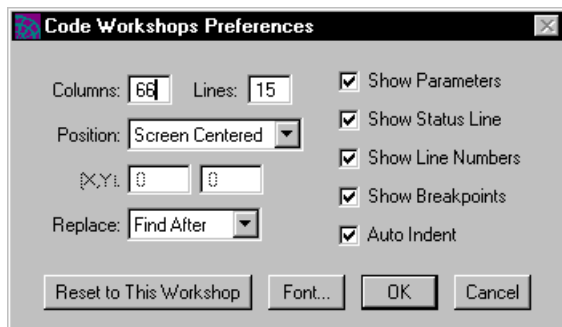 Code Workshops Preferences
Columns: 66 Lines: 15
Position: Screen Centered
(X,Y): 0 0
Replace: Find After
Show Parameters
Show Status Line
Show Line Numbers
Show Breakpoints
Auto Indent
Reset to This Workshop Font... OK Cancel